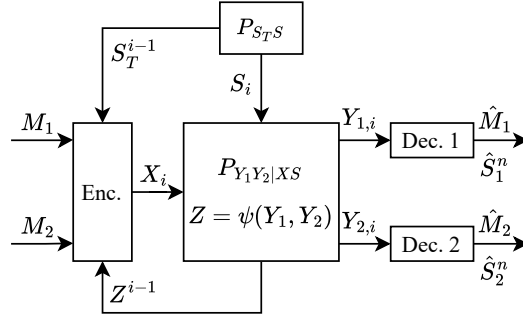 P_{S_T S}
S_T^{i-1}
S_i
M_1
Y_{1,i}
\hat{M}_1
Dec. 1
\hat{S}_1^n
P_{Y_1 Y_2|XS}
X_i
Enc.
Z = ψ(Y_1, Y_2)
M_2
Y_{2,i}
\hat{M}_2
Dec. 2
\hat{S}_2^n
Z^{i-1}